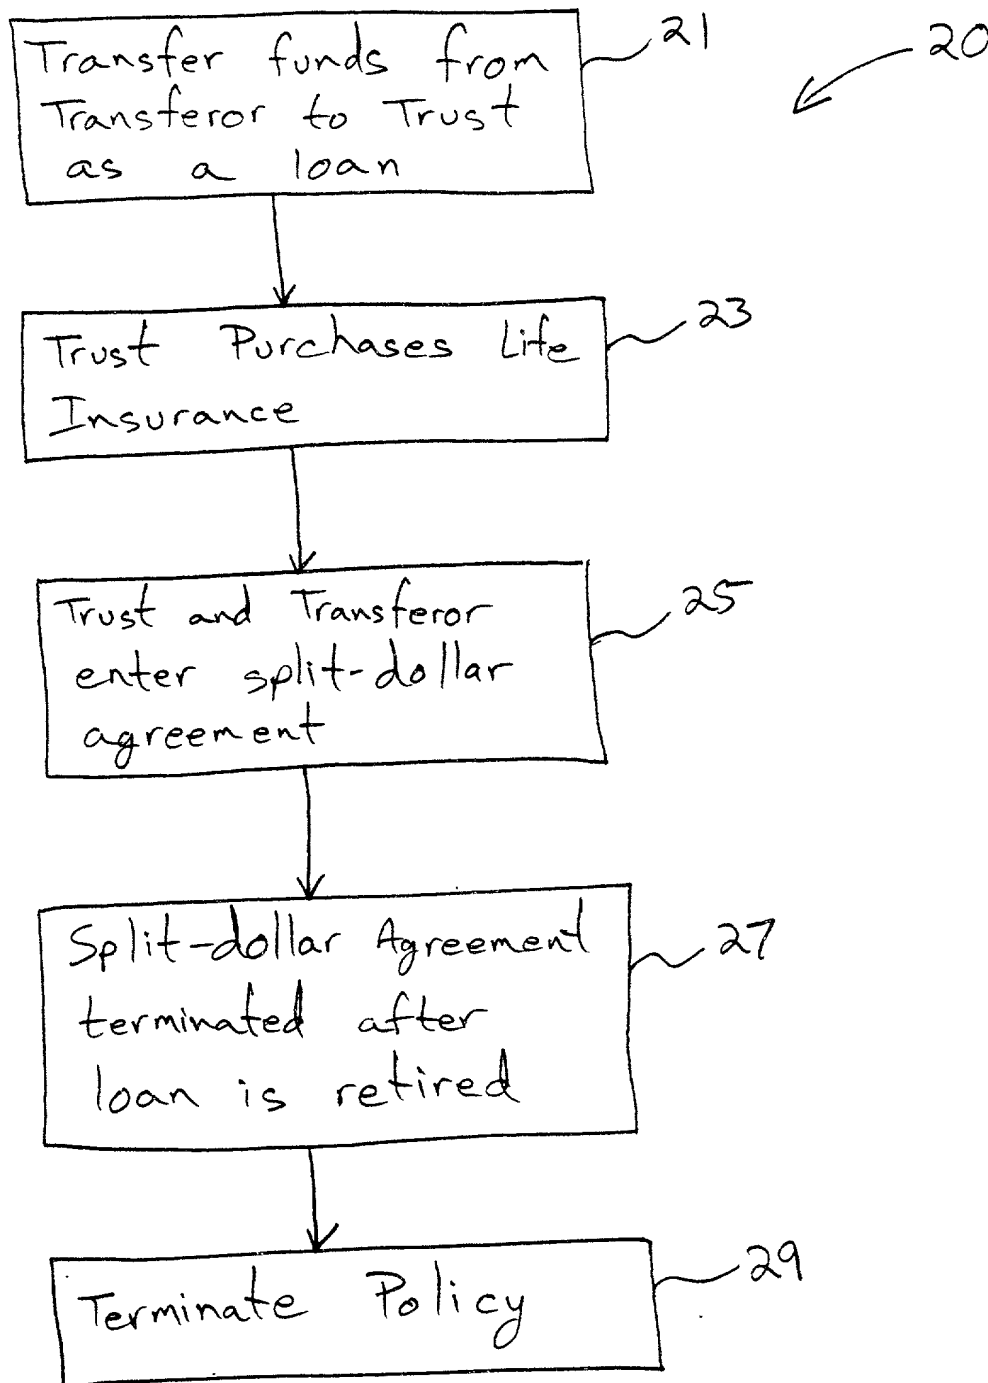 Transfer funds from
Transferor to Trust
as a loan
21
20
Trust Purchases Life
Insurance
23
Trust and Transferor
enter split-dollar
agreement
25
Split-dollar Agreement
terminated after
loan is retired
27
Terminate Policy
29